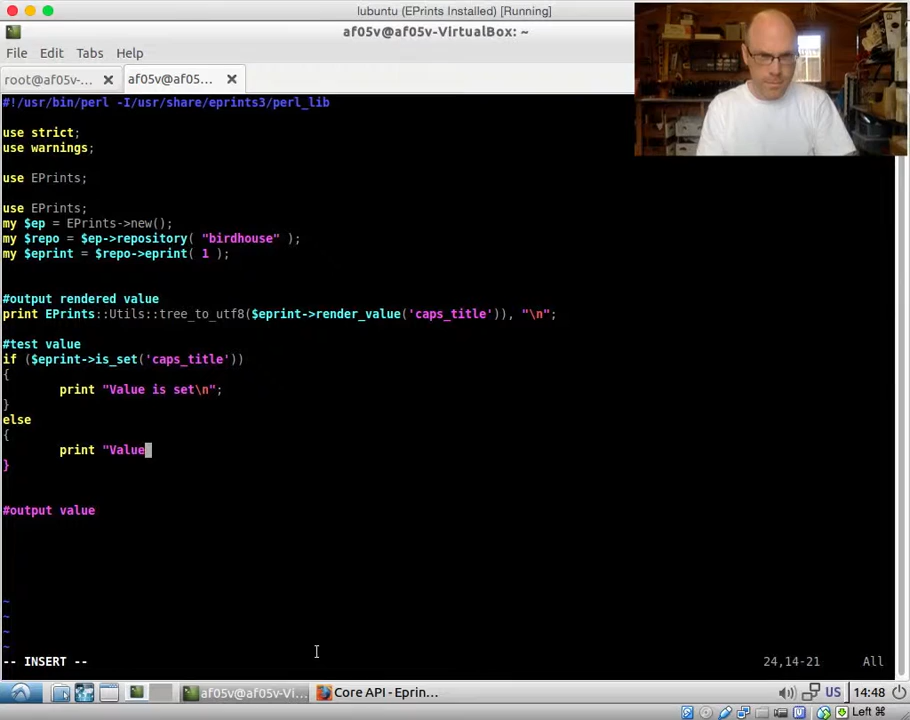 lubuntu (EPrints Installed) [Running]
af05v@af05v-VirtualBox: ~
File Edit Tabs Help
root@af05v-... af05v@af05...
#!/usr/bin/perl -I/usr/share/eprints3/perl_lib
use strict;
use warnings;
use EPrints;
use EPrints;
my $ep = EPrints->new();
my $repo = $ep->repository( "birdhouse" );
my $eprint = $repo->eprint( 1 );
#output rendered value
print EPrints::Utils::tree_to_utf8($eprint->render_value('caps_title')), "\n";
#test value
if ($eprint->is_set('caps_title'))
{
print "Value is set\n";
}
else
{
print "Value
}
#output value
~
~
~
~
-- INSERT -- 24,14-21 All
af05v@af05v-Vi... Core API - Eprin... US 14:48
Left ⌘